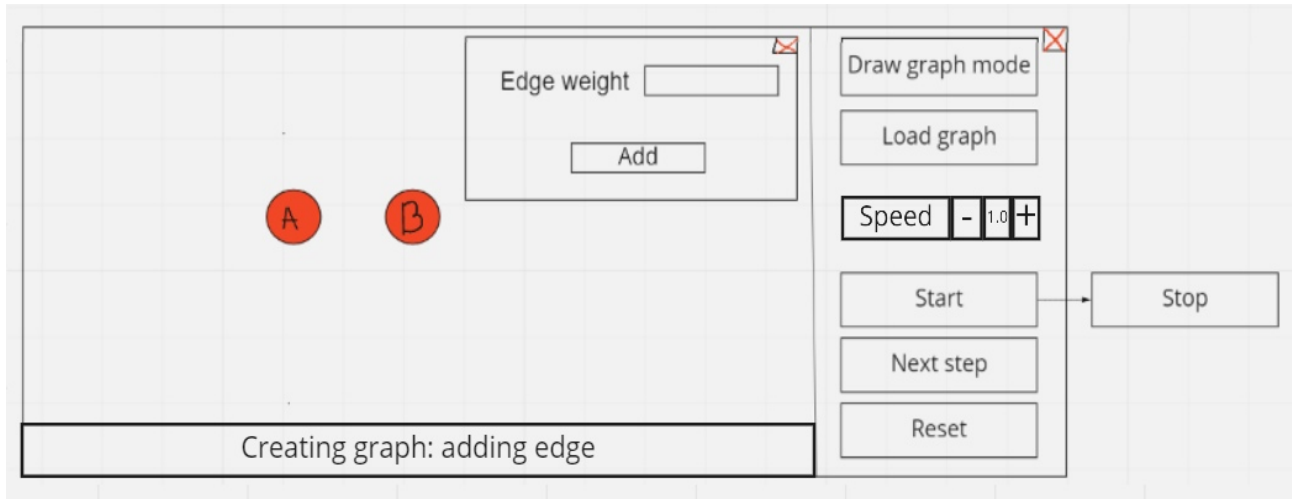 Edge weight
Add
A
B
Creating graph: adding edge
Draw graph mode
Load graph
Speed - 1.0 +
Start
Stop
Next step
Reset